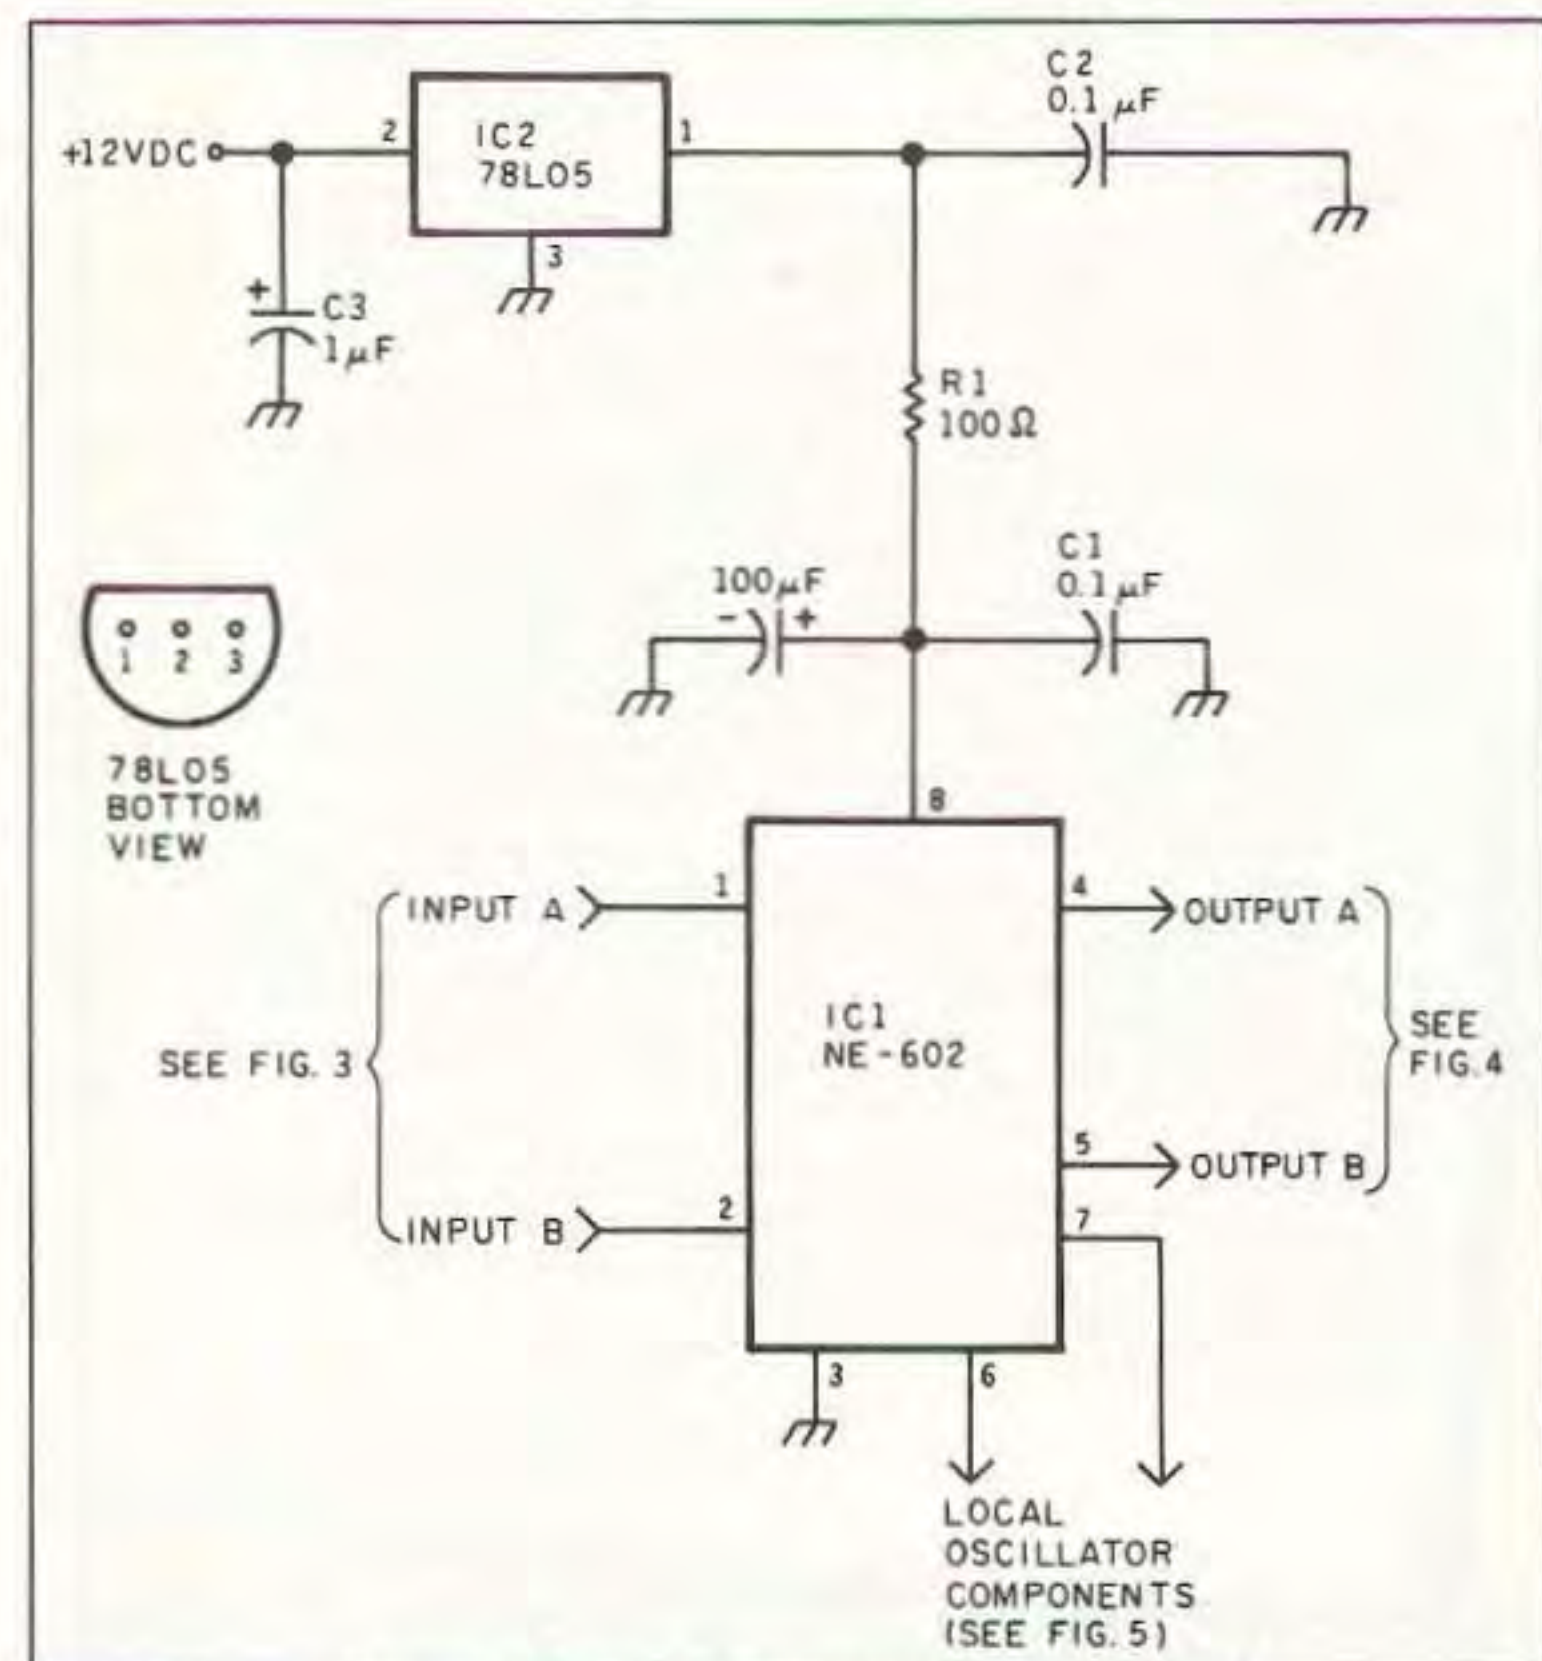 C2
0.1 μF
+12VDC
2
IC2
78L05
1
3
+
C3
1μF
R1
100Ω
100μF
- +
C1
0.1 μF
1 2 3
78L05
BOTTOM
VIEW
8
INPUT A
1
4
OUTPUT A
IC1
NE-602
SEE FIG. 3
SEE
FIG. 4
5
OUTPUT B
INPUT B
2
7
3
6
LOCAL
OSCILLATOR
COMPONENTS
(SEE FIG. 5)